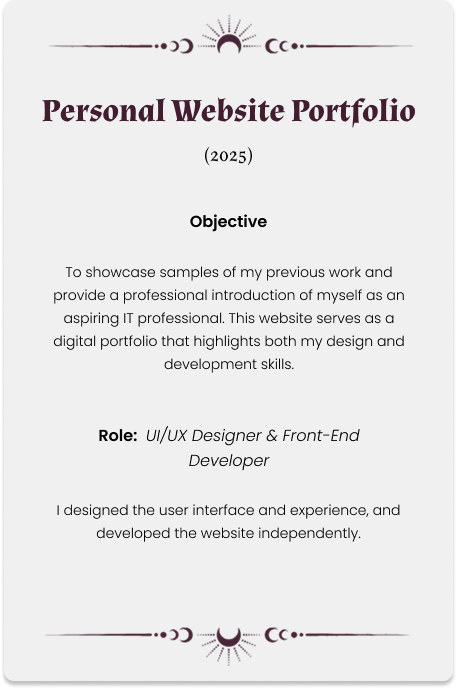 Personal Website Portfolio
(2025)
Objective
To showcase samples of my previous work and
provide a professional introduction of myself as an
aspiring IT professional. This website serves as a
digital portfolio that highlights both my design and
development skills.
Role: UI/UX Designer & Front-End
Developer
I designed the user interface and experience, and
developed the website independently.